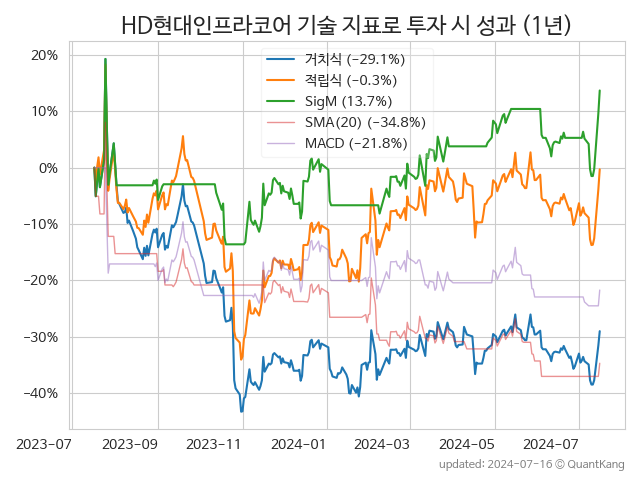 HD현대인프라코어 기술 지표로 투자 시 성과 (1년)
20%
10%
0%
−10%
−20%
−30%
−40%
거치식 (−29.1%)
적립식 (−0.3%)
SigM (13.7%)
SMA(20) (−34.8%)
MACD (−21.8%)
2023-07
2023-09
2023-11
2024-01
2024-03
2024-05
2024-07
updated: 2024-07-16 © QuantKang